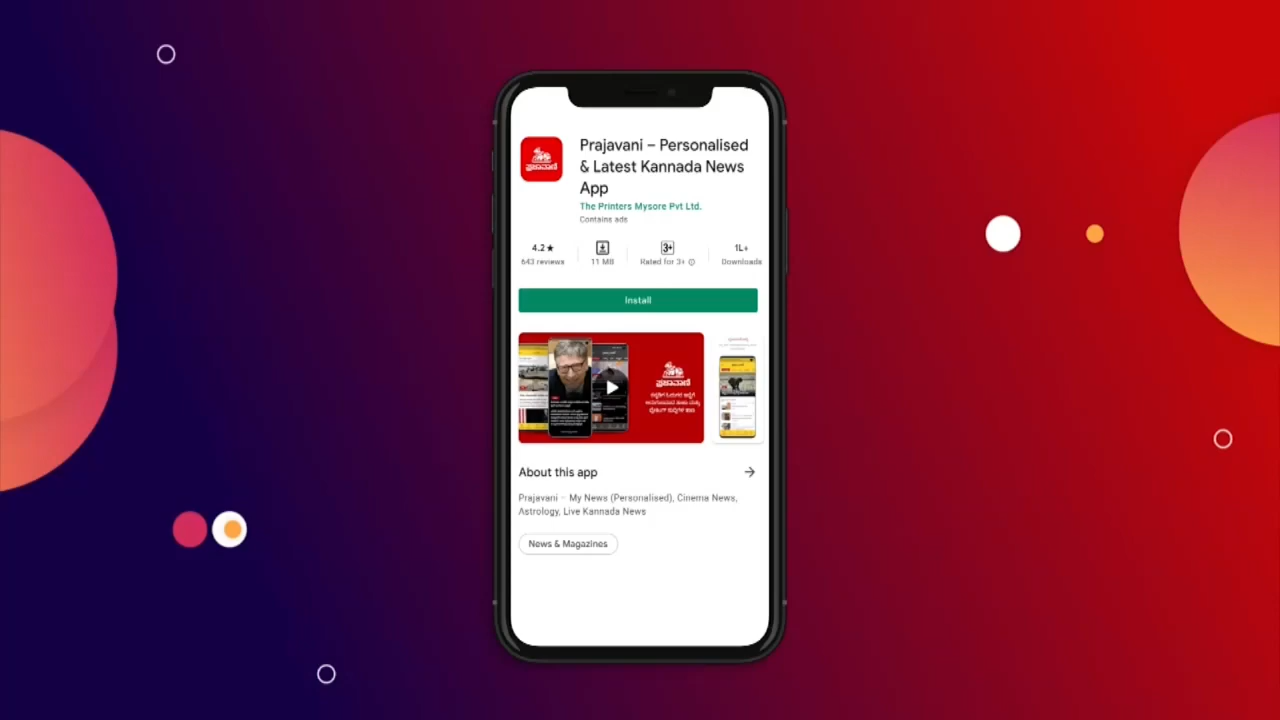 Prajavani – Personalised
& Latest Kannada News
App
The Printers Mysore Pvt Ltd.
Contains ads
4.2★
643 reviews
11 MB
3+
Rated for 3+
1L+
Downloads
Install
ಪ್ರಜಾವಾಣಿ
About this app
Prajavani – My News (Personalised), Cinema News,
Astrology, Live Kannada News
News & Magazines